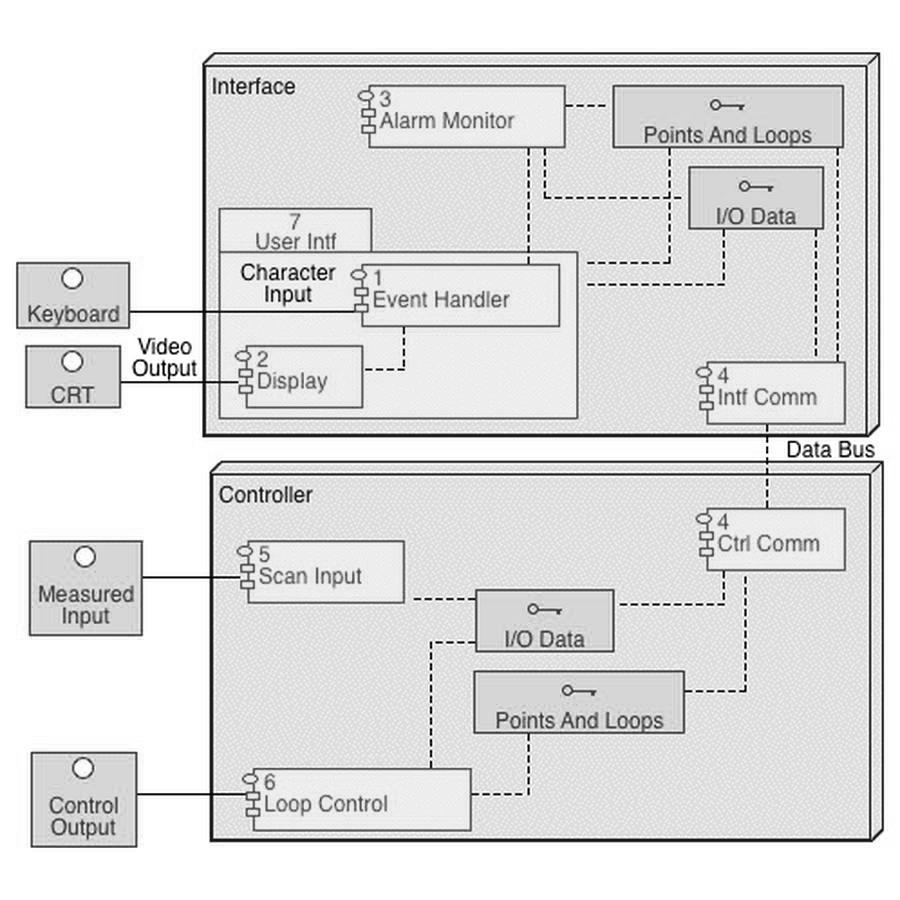 Interface
3
Alarm Monitor
Points And Loops
I/O Data
7
User Intf
Character
Input
1
Event Handler
Keyboard
Video
Output
2
Display
CRT
4
Intf Comm
Data Bus
Controller
4
Ctrl Comm
5
Scan Input
Measured
Input
I/O Data
Points And Loops
6
Loop Control
Control
Output